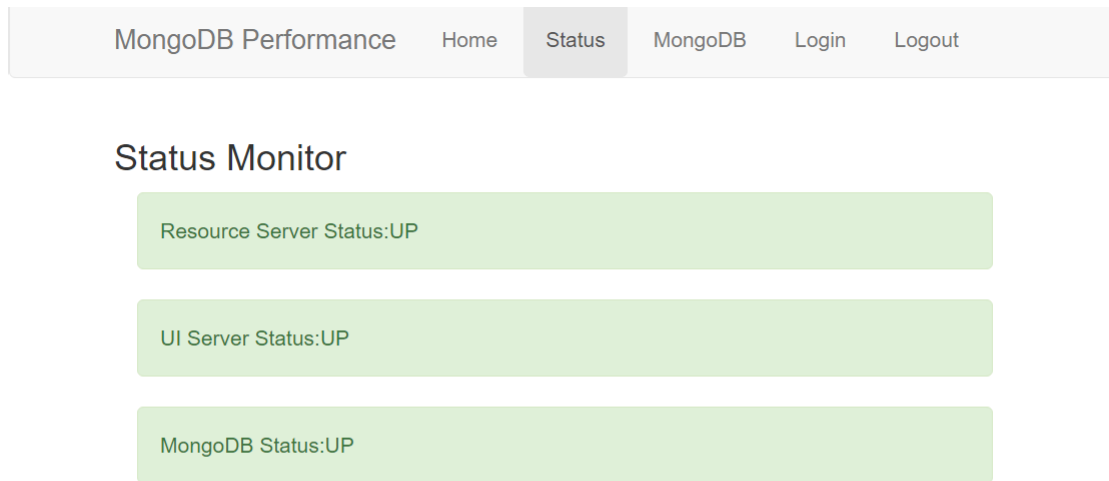 MongoDB Performance Home Status MongoDB Login Logout
Status Monitor
Resource Server Status:UP
UI Server Status:UP
MongoDB Status:UP